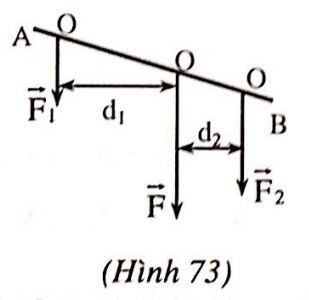 A O
O
O
F₁ d₁
d₂ B
F F₂
(Hình 73)